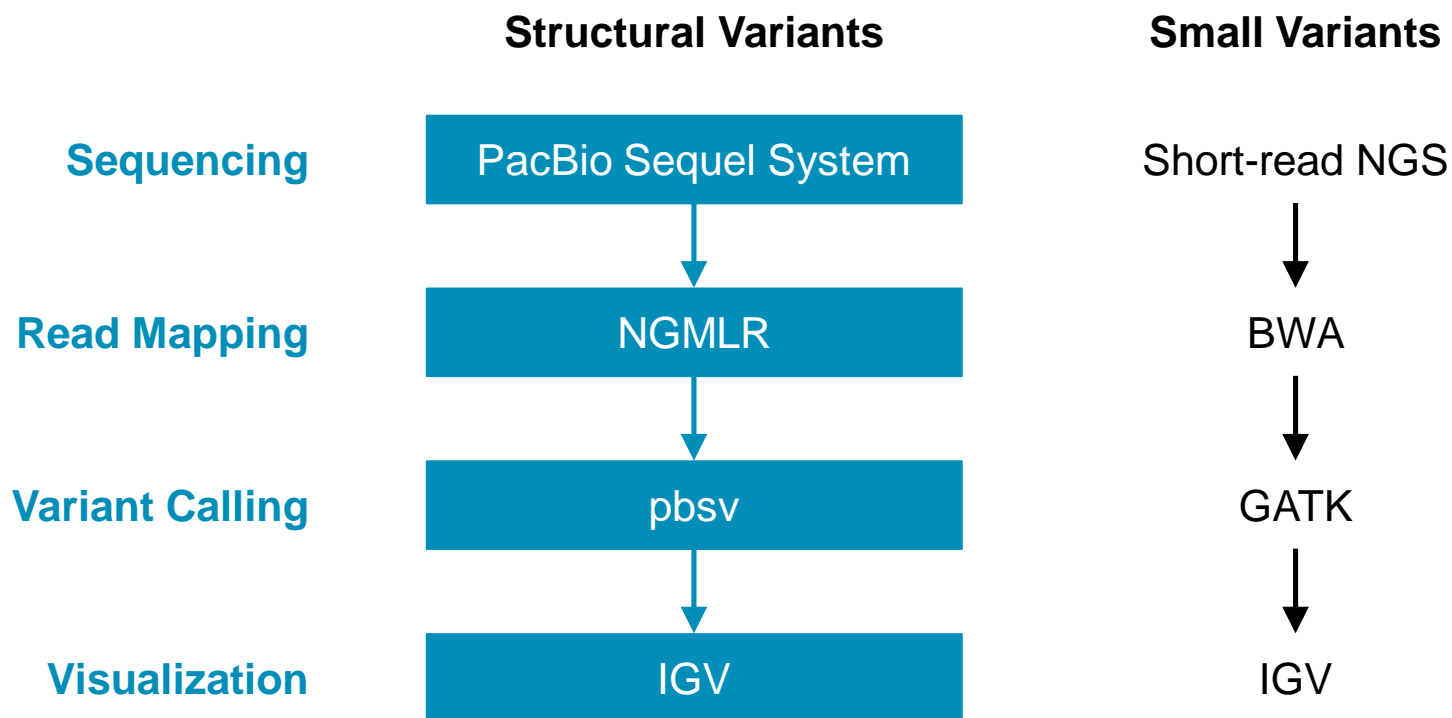 Structural Variants Small Variants
Sequencing PacBio Sequel System Short-read NGS
Read Mapping NGMLR BWA
Variant Calling pbsv GATK
Visualization IGV IGV